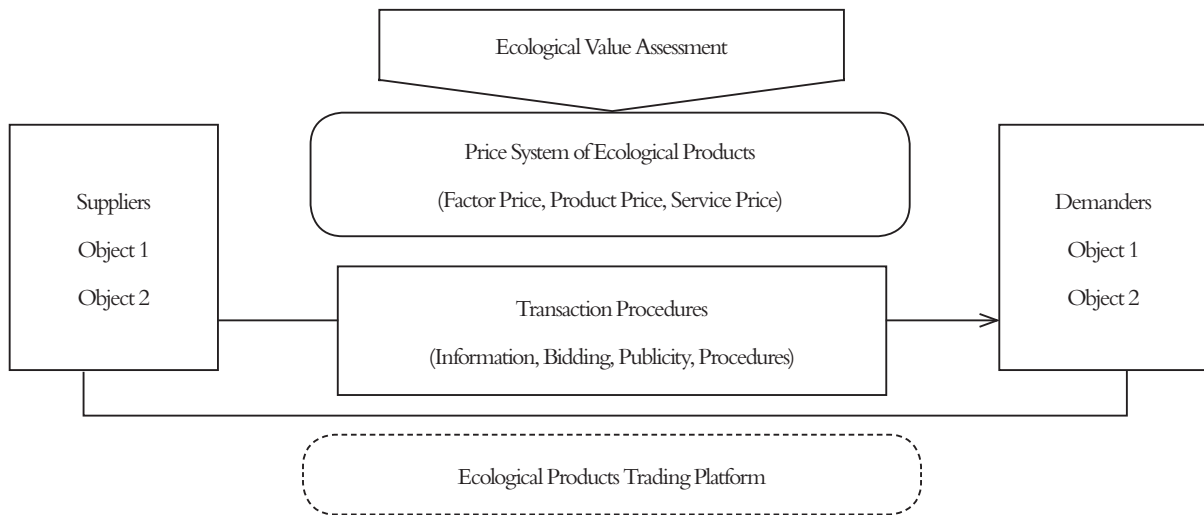 Ecological Value Assessment
Price System of Ecological Products
(Factor Price, Product Price, Service Price)
Suppliers
Object 1
Object 2
Transaction Procedures
(Information, Bidding, Publicity, Procedures)
Demanders
Object 1
Object 2
Ecological Products Trading Platform